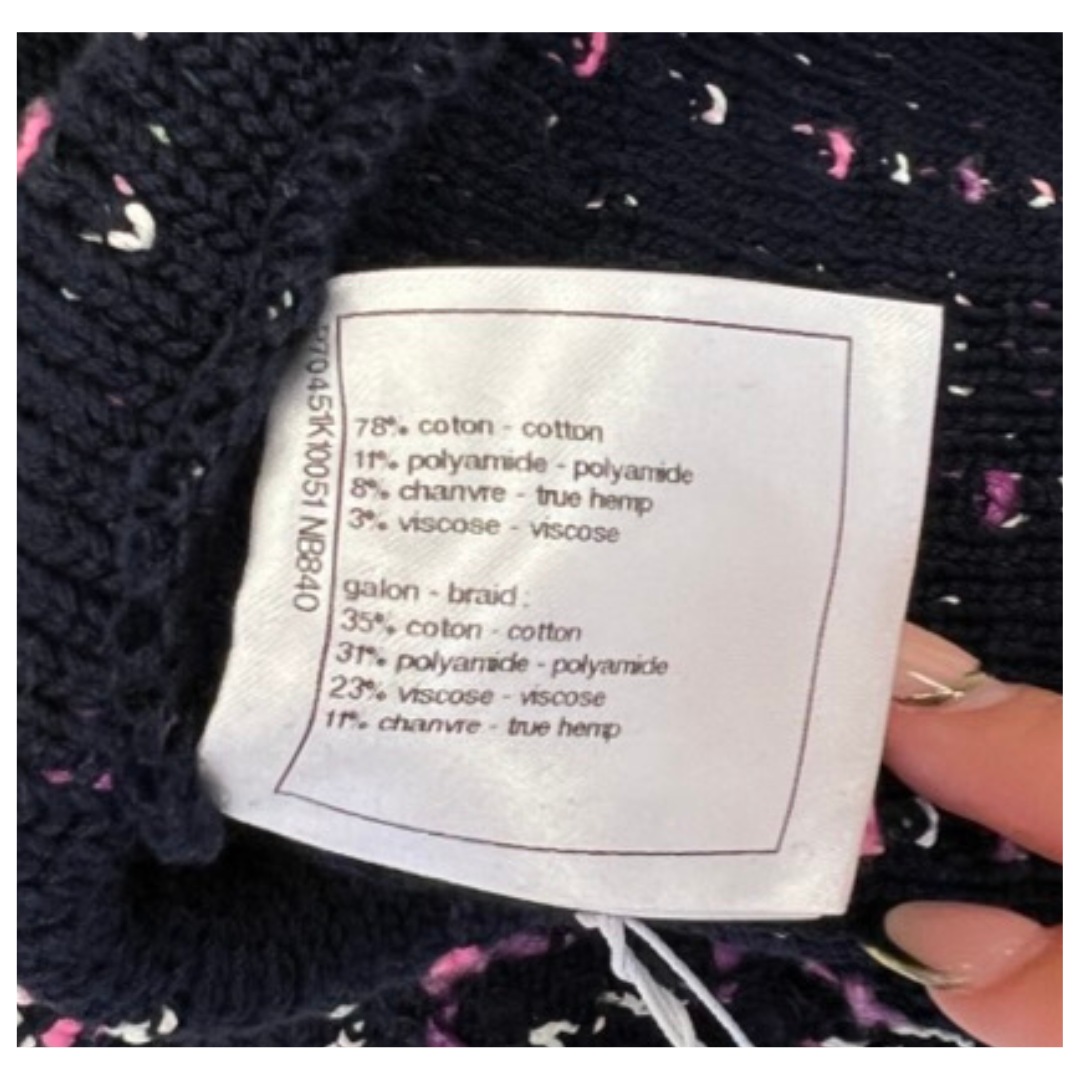 78% coton - cotton
11% polyamide - polyamide
8% chanvre - true hemp
3% viscose - viscose
galon - braid :
35% coton - cotton
31% polyamide - polyamide
23% viscose - viscose
11% chanvre - true hemp
NB840